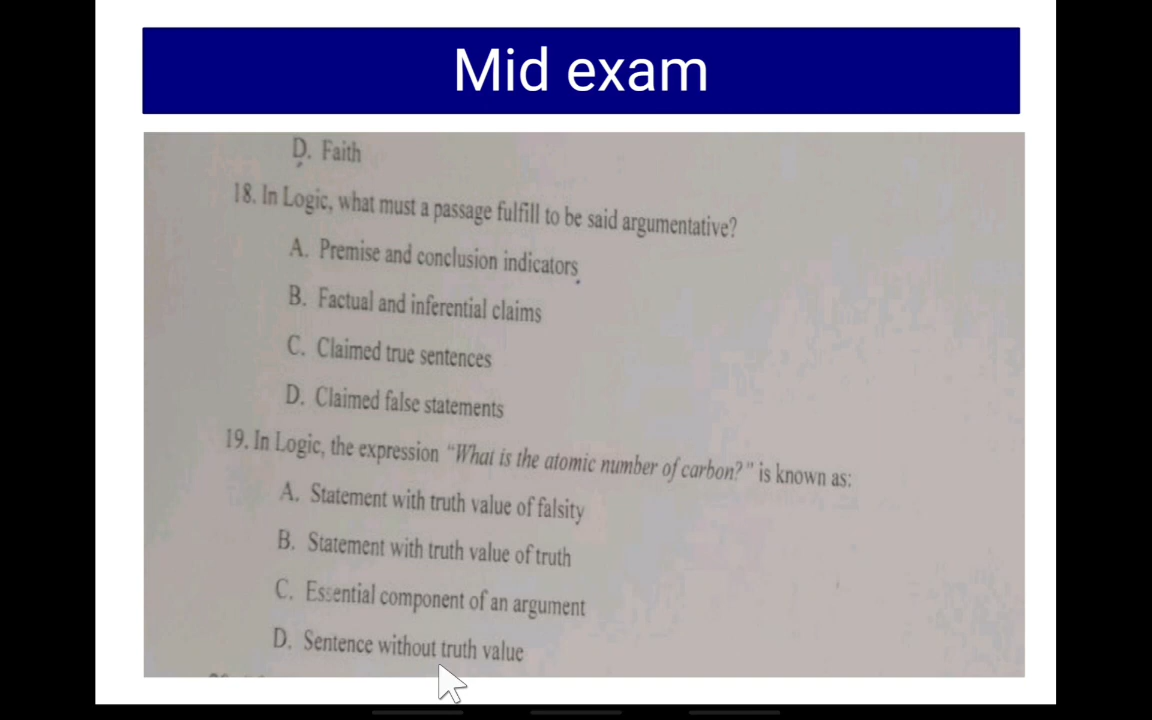 Mid exam
D. Faith
18. In Logic, what must a passage fulfill to be said argumentative?
A. Premise and conclusion indicators
B. Factual and inferential claims
C. Claimed true sentences
D. Claimed false statements
19. In Logic, the expression "What is the atomic number of carbon?" is known as:
A. Statement with truth value of falsity
B. Statement with truth value of truth
C. Essential component of an argument
D. Sentence without truth value